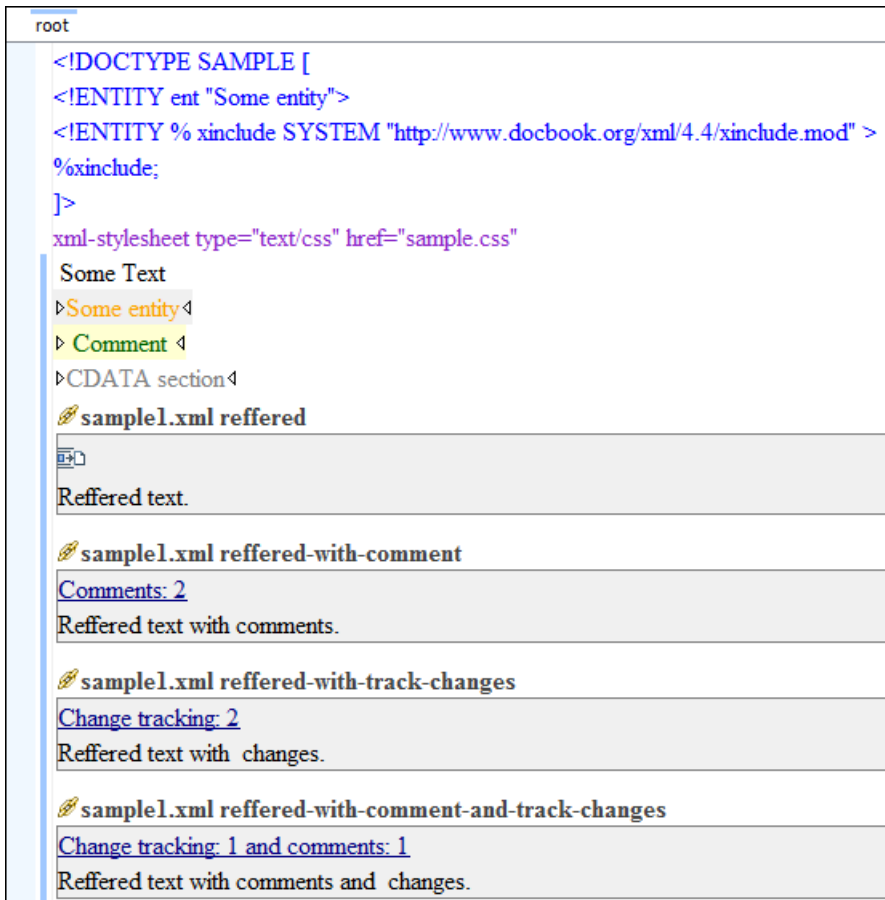 root
<!DOCTYPE SAMPLE [
<!ENTITY ent "Some entity">
<!ENTITY % xinclude SYSTEM "http://www.docbook.org/xml/4.4/xinclude.mod" >
%xinclude;
]>
xml-stylesheet type="text/css" href="sample.css"
Some Text
Some entity
Comment
CDATA section
sample1.xml reffered
Reffered text.
sample1.xml reffered-with-comment
Comments: 2
Reffered text with comments.
sample1.xml reffered-with-track-changes
Change tracking: 2
Reffered text with  changes.
sample1.xml reffered-with-comment-and-track-changes
Change tracking: 1 and comments: 1
Reffered text with comments and  changes.